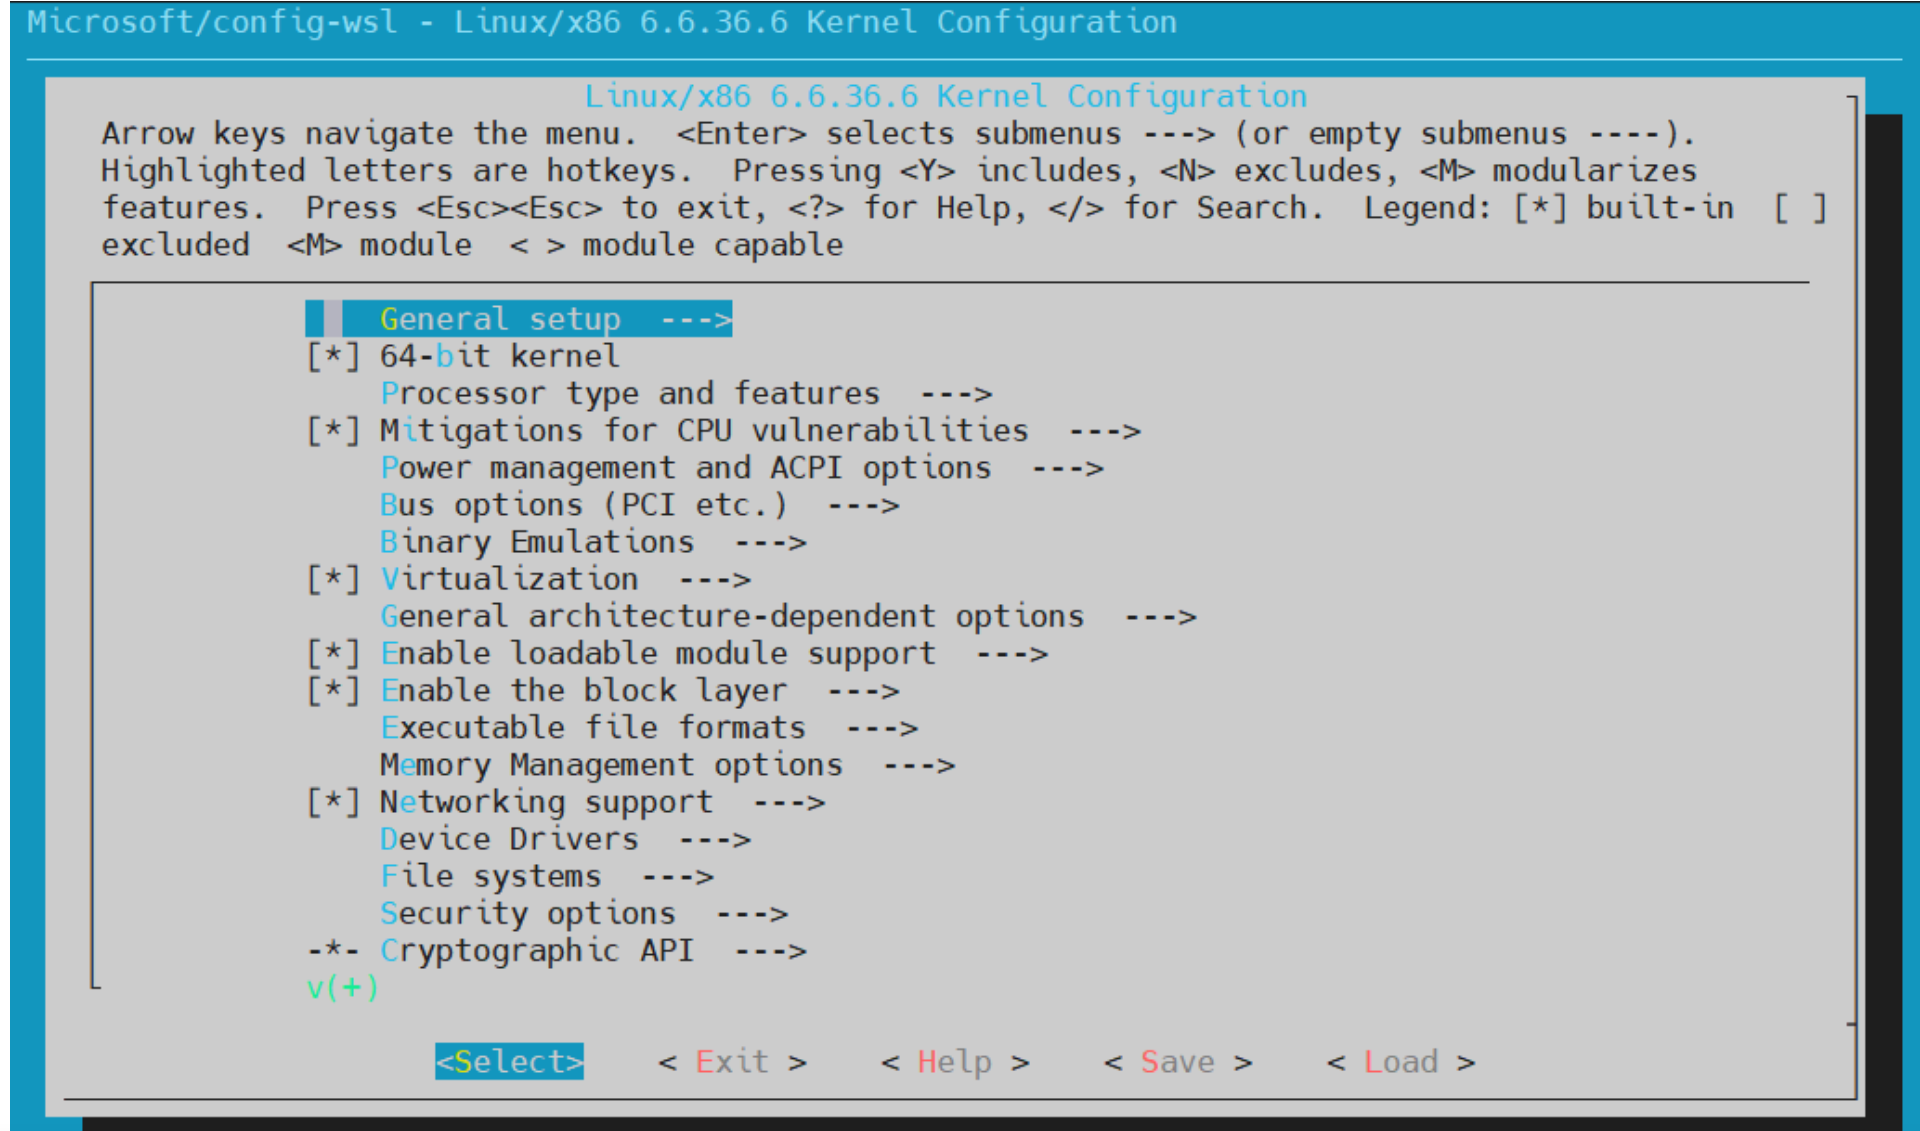 Microsoft/config-wsl - Linux/x86 6.6.36.6 Kernel Configuration
Linux/x86 6.6.36.6 Kernel Configuration
Arrow keys navigate the menu.  <Enter> selects submenus ---> (or empty submenus ----).
Highlighted letters are hotkeys.  Pressing <Y> includes, <N> excludes, <M> modularizes
features.  Press <Esc><Esc> to exit, <?> for Help, </> for Search.  Legend: [*] built-in  [ ]
excluded  <M> module  < > module capable
General setup  --->
[*] 64-bit kernel
Processor type and features  --->
[*] Mitigations for CPU vulnerabilities  --->
Power management and ACPI options  --->
Bus options (PCI etc.)  --->
Binary Emulations  --->
[*] Virtualization  --->
General architecture-dependent options  --->
[*] Enable loadable module support  --->
[*] Enable the block layer  --->
Executable file formats  --->
Memory Management options  --->
[*] Networking support  --->
Device Drivers  --->
File systems  --->
Security options  --->
-*- Cryptographic API  --->
v(+)
<Select>    < Exit >    < Help >    < Save >    < Load >